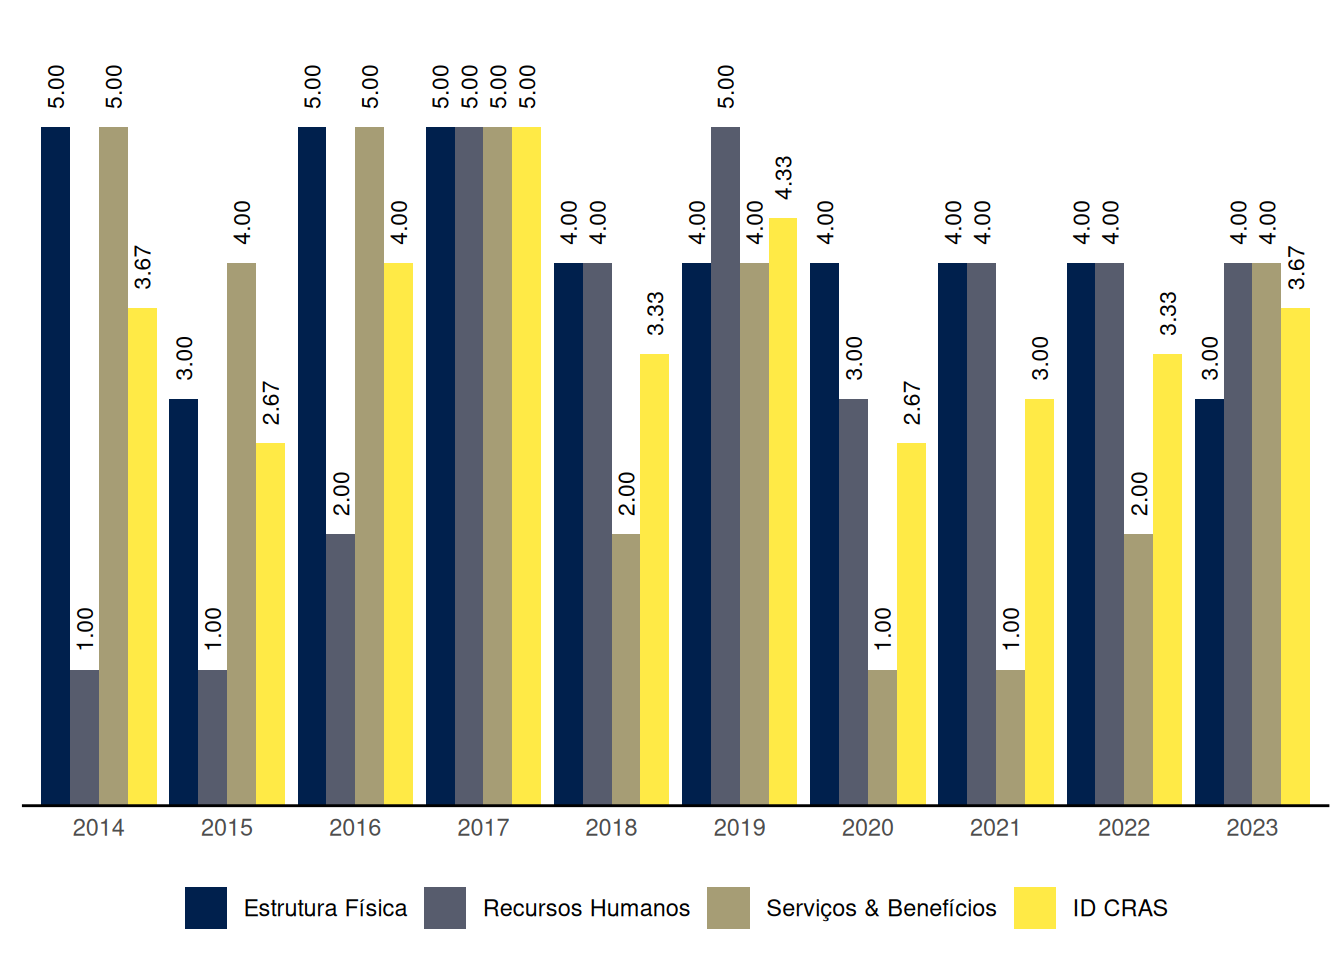 5.00 5.00 5.00 5.00 5.00 5.00 5.00 5.00 5.00
4.33
4.00 4.00 4.00 4.00 4.00 4.00 4.00 4.00 4.00 4.00 4.00 4.00 4.00
3.67 3.67
3.33 3.33
3.00 3.00 3.00 3.00
2.67 2.67
2.00 2.00 2.00
1.00 1.00 1.00 1.00
2014 2015 2016 2017 2018 2019 2020 2021 2022 2023
Estrutura Física Recursos Humanos Serviços & Benefícios ID CRAS